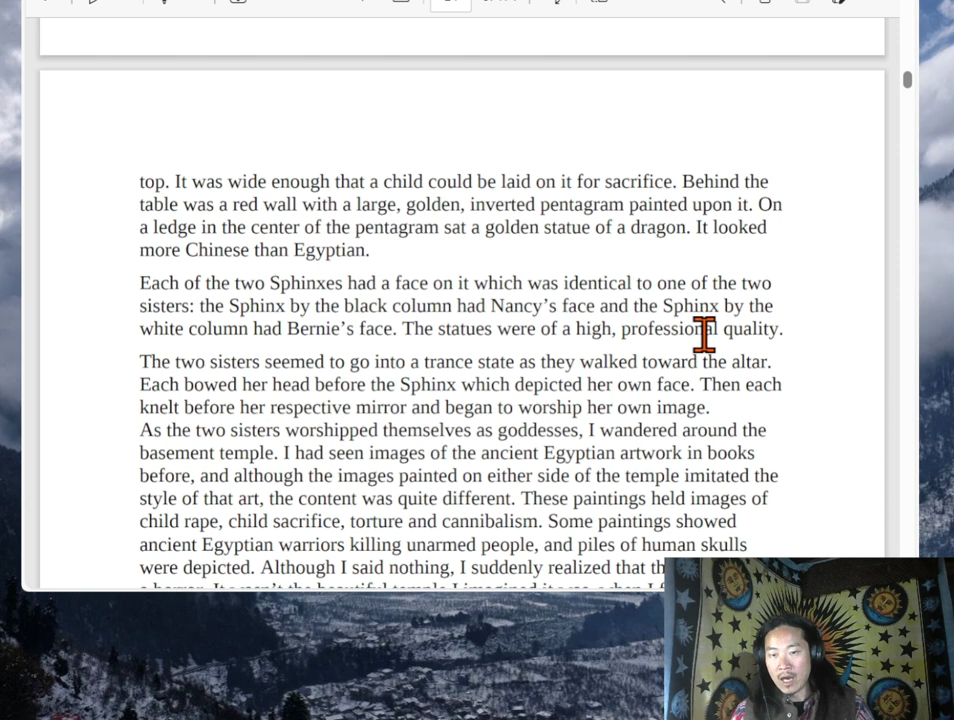 top. It was wide enough that a child could be laid on it for sacrifice. Behind the
table was a red wall with a large, golden, inverted pentagram painted upon it. On
a ledge in the center of the pentagram sat a golden statue of a dragon. It looked
more Chinese than Egyptian.
Each of the two Sphinxes had a face on it which was identical to one of the two
sisters: the Sphinx by the black column had Nancy’s face and the Sphinx by the
white column had Bernie’s face. The statues were of a high, professional quality.
The two sisters seemed to go into a trance state as they walked toward the altar.
Each bowed her head before the Sphinx which depicted her own face. Then each
knelt before her respective mirror and began to worship her own image.
As the two sisters worshipped themselves as goddesses, I wandered around the
basement temple. I had seen images of the ancient Egyptian artwork in books
before, and although the images painted on either side of the temple imitated the
style of that art, the content was quite different. These paintings held images of
child rape, child sacrifice, torture and cannibalism. Some paintings showed
ancient Egyptian warriors killing unarmed people, and piles of human skulls
were depicted. Although I said nothing, I suddenly realized that